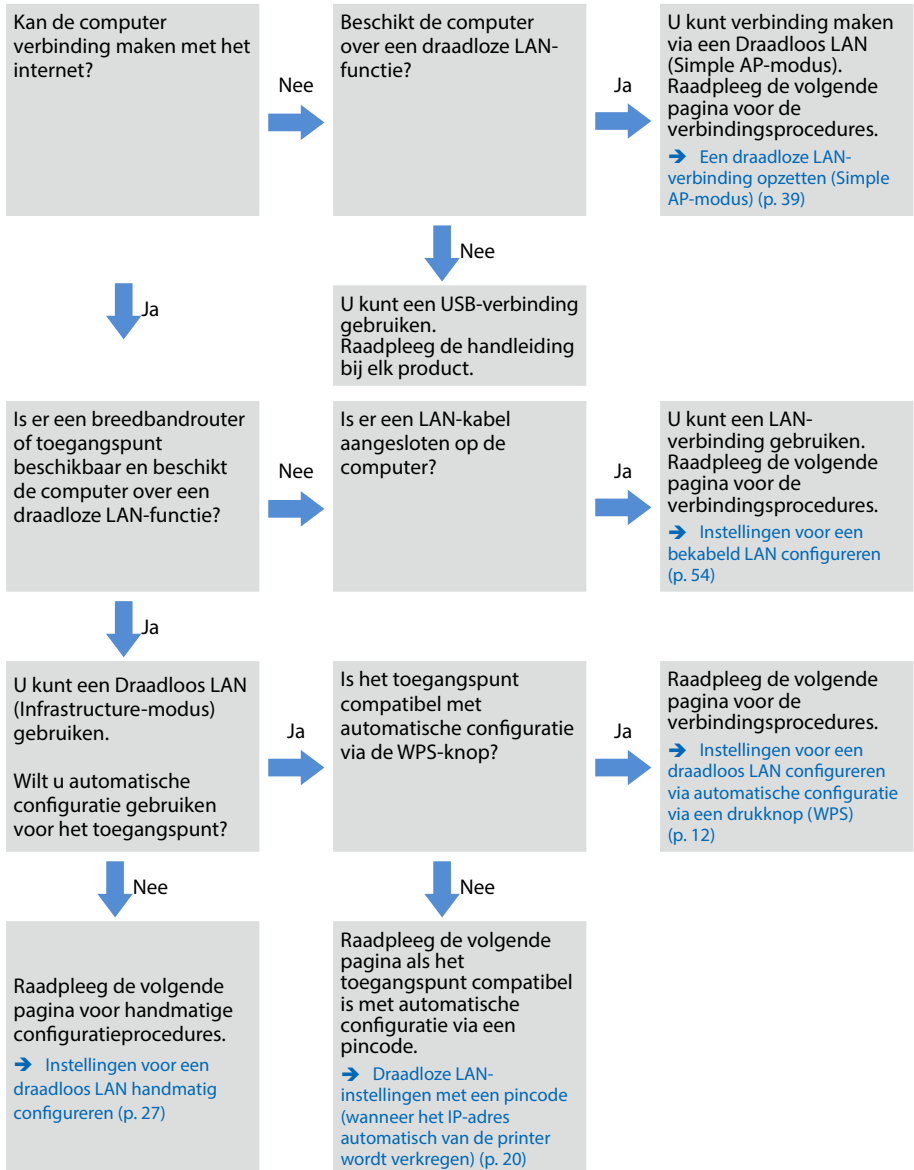 Kan de computer
verbinding maken met het
internet?
Nee
Beschikt de computer
over een draadloze LAN-
functie?
Ja
U kunt verbinding maken
via een Draadloos LAN
(Simple AP-modus).
Raadpleeg de volgende
pagina voor de
verbindingsprocedures.
➔ Een draadloze LAN-
verbinding opzetten (Simple
AP-modus) (p. 39)
Nee
Ja
U kunt een USB-verbinding
gebruiken.
Raadpleeg de handleiding
bij elk product.
Is er een breedbandrouter
of toegangspunt
beschikbaar en beschikt
de computer over een
draadloze LAN-functie?
Nee
Is er een LAN-kabel
aangesloten op de
computer?
Ja
U kunt een LAN-
verbinding gebruiken.
Raadpleeg de volgende
pagina voor de
verbindingsprocedures.
➔ Instellingen voor een
bekabeld LAN configureren
(p. 54)
Ja
U kunt een Draadloos LAN
(Infrastructure-modus)
gebruiken.
Wilt u automatische
configuratie gebruiken
voor het toegangspunt?
Ja
Is het toegangspunt
compatibel met
automatische configuratie
via de WPS-knop?
Ja
Raadpleeg de volgende
pagina voor de
verbindingsprocedures.
➔ Instellingen voor een
draadloos LAN configureren
via automatische configuratie
via een drukknop (WPS)
(p. 12)
Nee
Nee
Raadpleeg de volgende
pagina voor handmatige
configuratieprocedures.
➔ Instellingen voor een
draadloos LAN handmatig
configureren (p. 27)
Raadpleeg de volgende
pagina als het
toegangspunt compatibel
is met automatische
configuratie via een
pincode.
➔ Draadloze LAN-
instellingen met een pincode
(wanneer het IP-adres
automatisch van de printer
wordt verkregen) (p. 20)